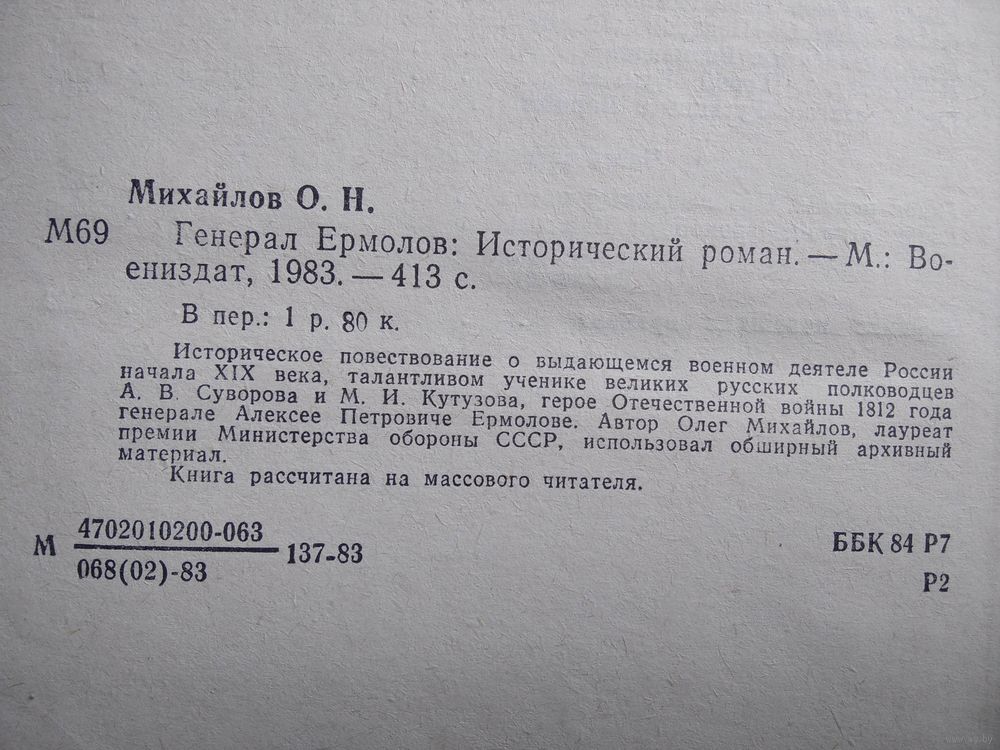 Михайлов О. Н.
М69 Генерал Ермолов: Исторический роман. — М.: Во-
ениздат, 1983. — 413 с.
В пер.: 1 р. 80 к.
Историческое повествование о выдающемся военном деятеле России
начала XIX века, талантливом ученике великих русских полководцев
А. В. Суворова и М. И. Кутузова, герое Отечественной войны 1812 года
генерале Алексее Петровиче Ермолове. Автор Олег Михайлов, лауреат
премии Министерства обороны СССР, использовал обширный архивный
материал.
Книга рассчитана на массового читателя.
М 4702010200-063 137-83
068(02)-83
ББК 84 Р7
Р2